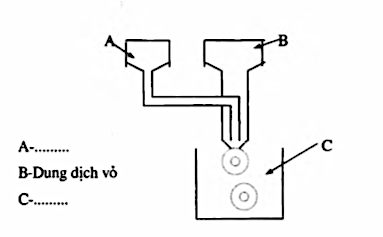 A
B
C
A-.........
B-Dung dịch vỏ
C-.........